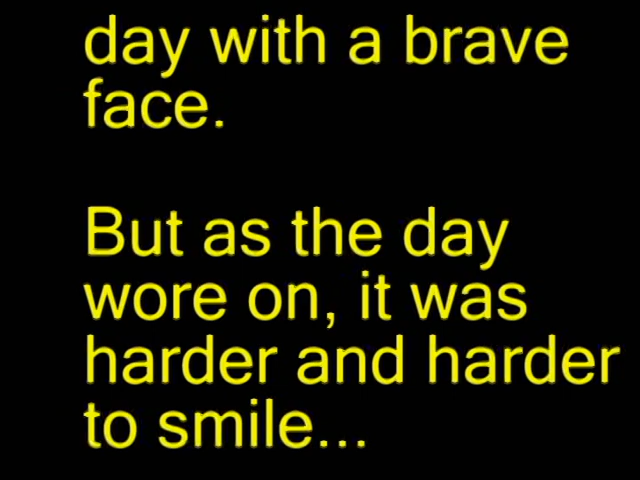 day with a brave
face.
But as the day
wore on, it was
harder and harder
to smile...